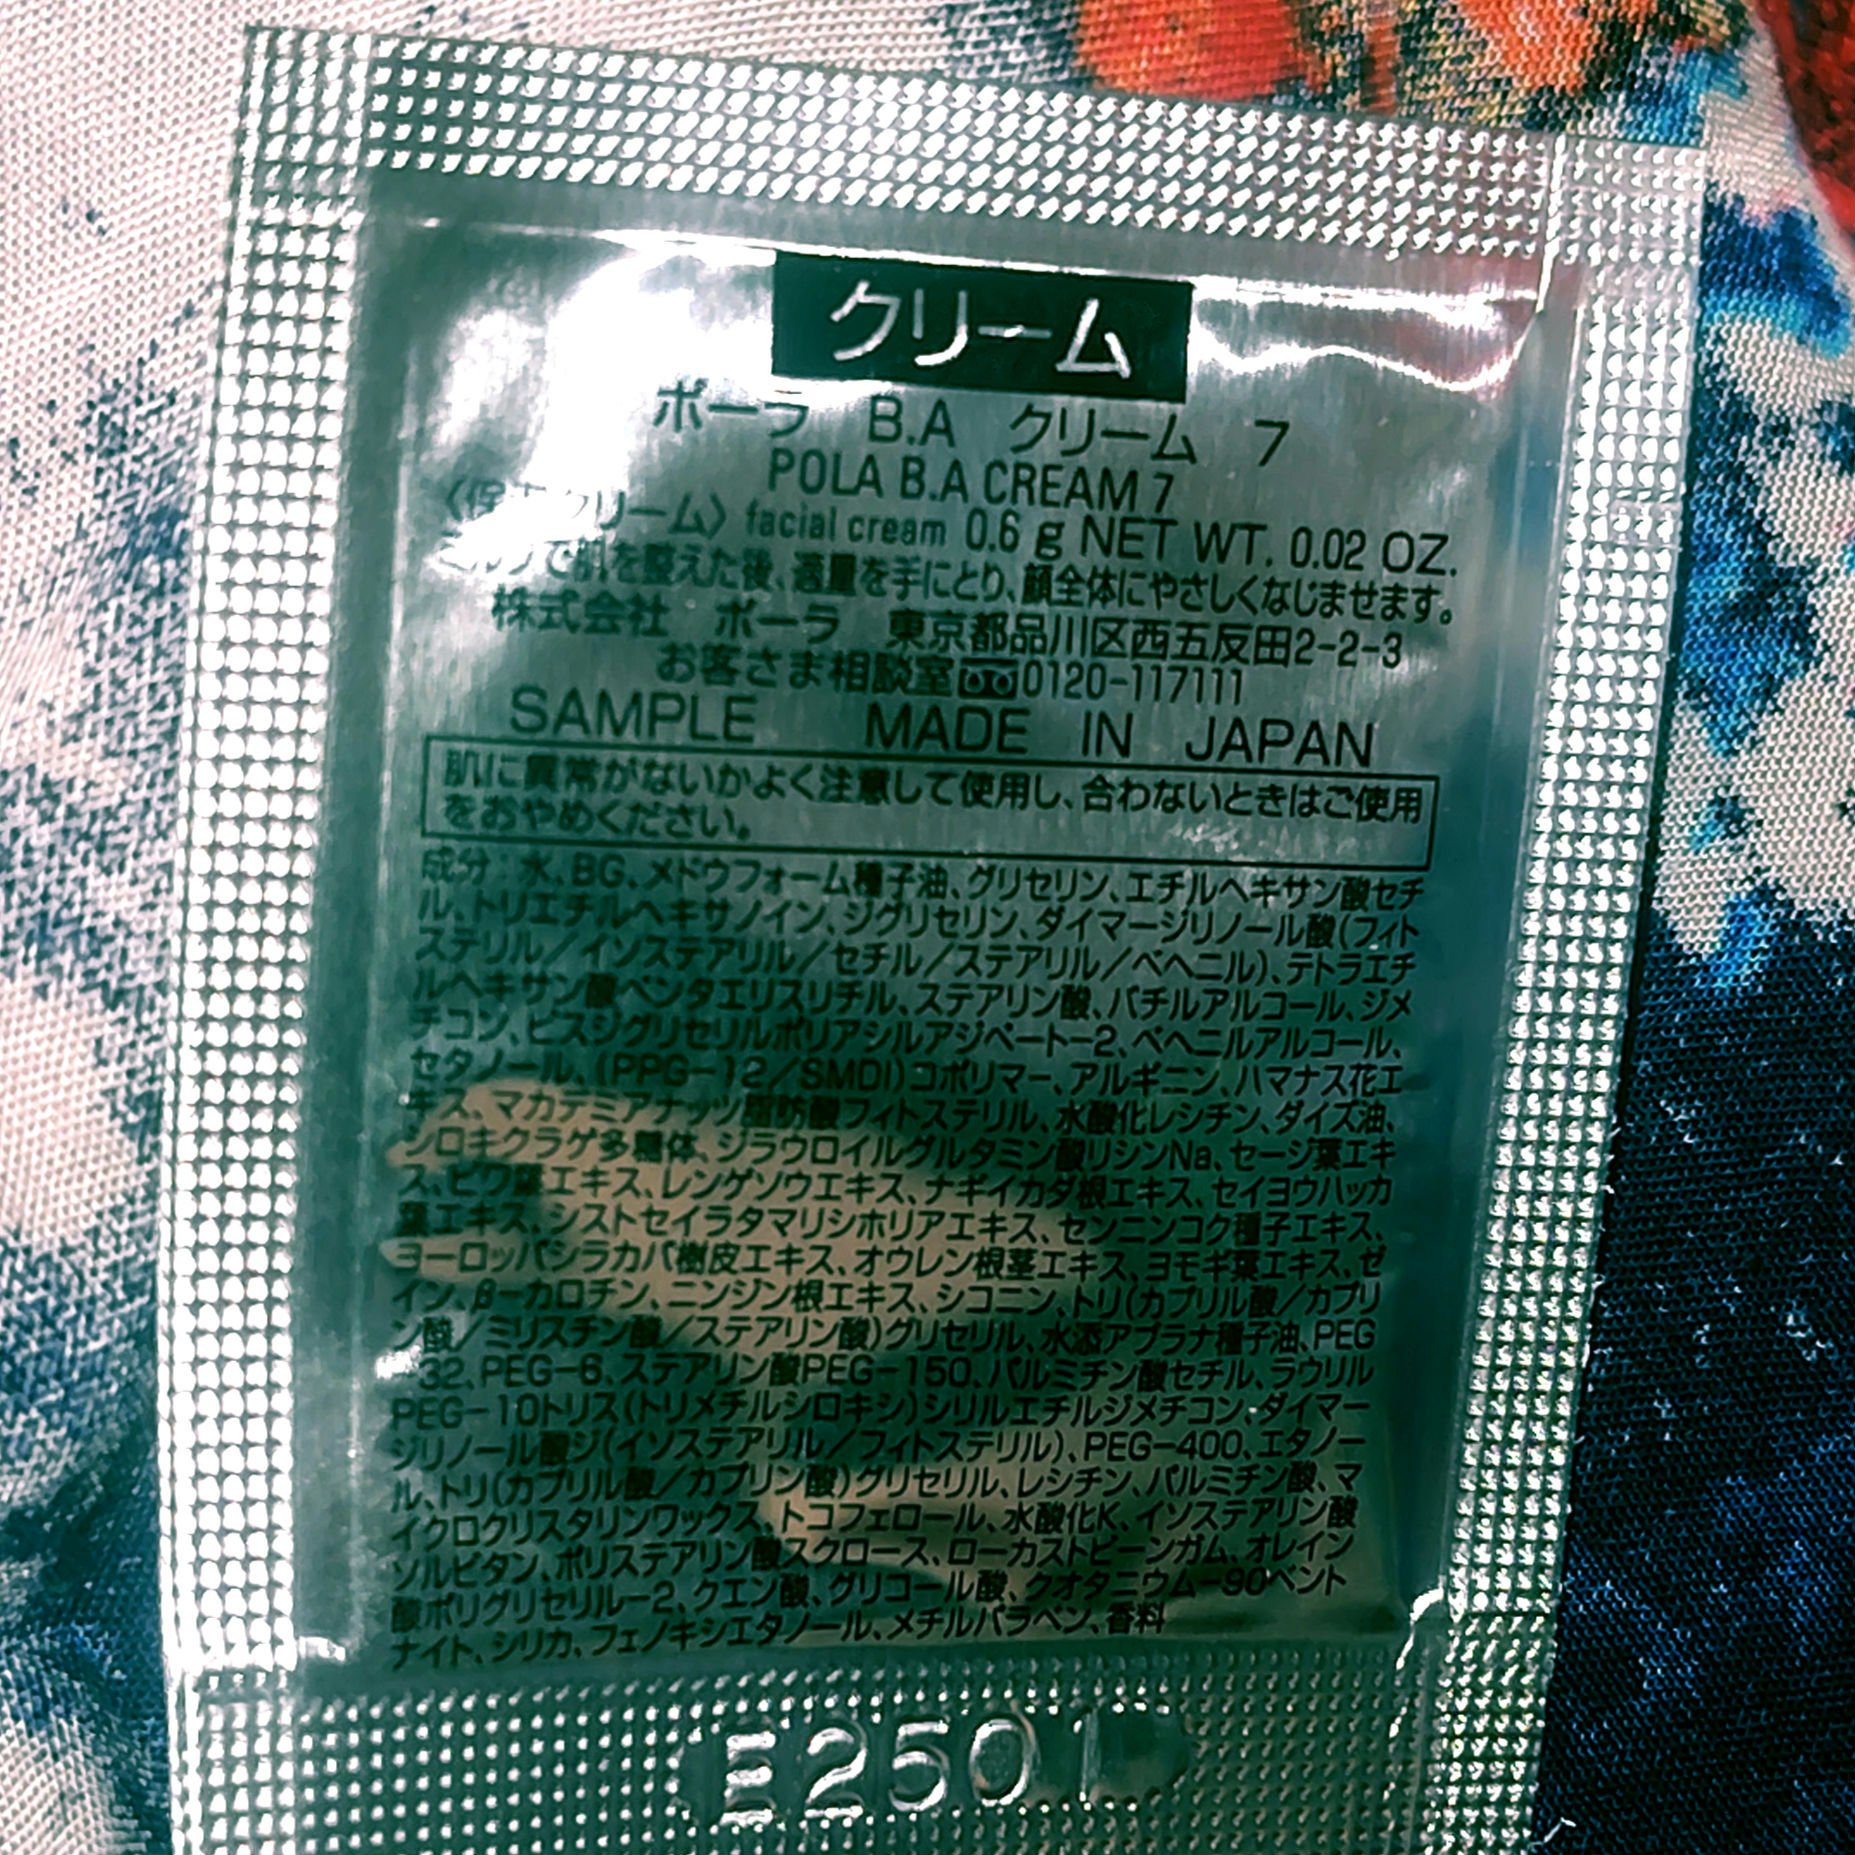 クリーム
ポーラ B.A クリーム 7
POLA B.A CREAM 7
クリーム〉facial cream 0.6 g NET WT. 0.02 OZ.
肌を整えた後、適量を手にとり、顔全体にやさしくなじませます。
株式会社 ポーラ 東京都品川区西五反田2-2-3
お客さま相談室 0120-117111
SAMPLE MADE IN JAPAN
肌に異常がないかよく注意して使用し、合わないときはご使用
をおやめください。
成分:水、BG、メドウフォーム種子油、グリセリン、エチルヘキサン酸セチ
ル、トリエチルヘキサノイン、ジグリセリン、ダイマージリノール酸(フィト
ステリル/イソステアリル/セチル/ステアリル/ベヘニル)、テトラエチ
ルヘキサン酸ペンタエリスリチル、ステアリン酸、バチルアルコール、ジメ
チコン、ビスジグリセリルポリアシルアジペート-2、ベヘニルアルコール、
セタノール、(PPG-12/SMDI)コポリマー、アルギニン、ハマナス花エ
キス、マカデミアナッツ脂肪酸フィトステリル、水酸化レシチン、ダイズ油、
シロキクラゲ多糖体、ジラウロイルグルタミン酸リシンNa、セージ葉エキ
ス、ビワ葉エキス、レンゲソウエキス、ナギイカダ根エキス、セイヨウハッカ
葉エキス、シストセイラタマリシホリアエキス、センニンコク種子エキス、
ヨーロッパシラカバ樹皮エキス、オウレン根茎エキス、ヨモギ葉エキス、ゼ
イン、β-カロチン、ニンジン根エキス、シコニン、トリ(カプリル酸/カプリ
ン酸/ミリスチン酸/ステアリン酸)グリセリル、水添アブラナ種子油、PEG
-32、PEG-6、ステアリン酸PEG-150、パルミチン酸セチル、ラウリル
PEG-10トリス(トリメチルシロキシ)シリルエチルジメチコン、ダイマー
ジリノール酸ジ(イソステアリル/フィトステリル)、PEG-400、エタノー
ル、トリ(カプリル酸/カプリン酸)グリセリル、レシチン、パルミチン酸、マ
イクロクリスタリンワックス、トコフェロール、水酸化K、イソステアリン酸
ソルビタン、ポリステアリン酸スクロース、ローカストビーンガム、オレイン
酸ポリグリセリル-2、クエン酸、グリコール酸、クオタニウム-90ベント
ナイト、シリカ、フェノキシエタノール、メチルパラベン、香料
E2501